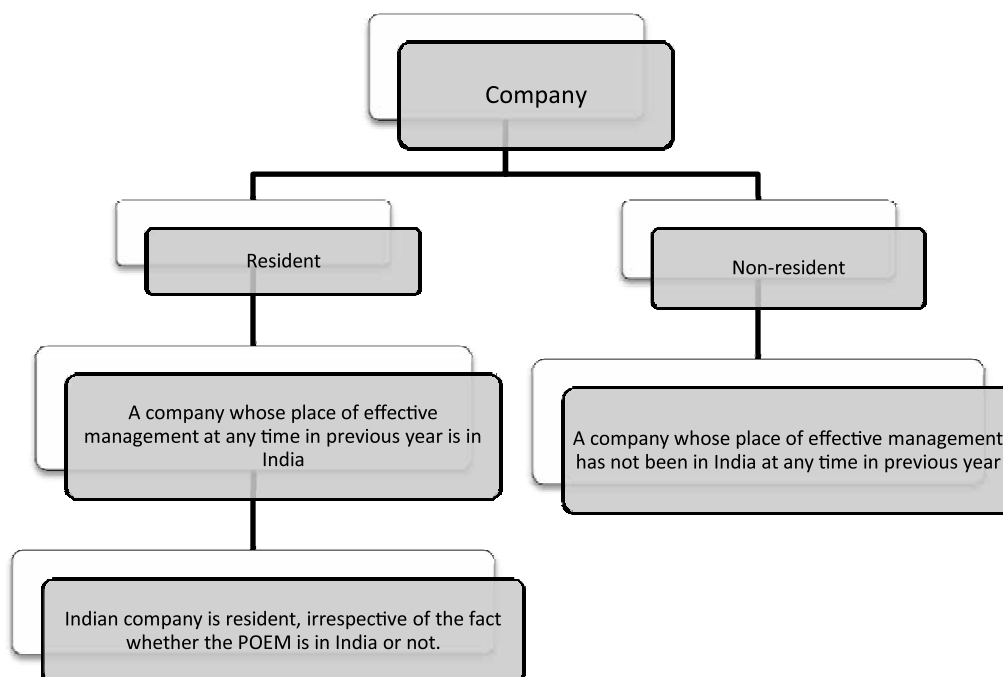 Company
Resident
Non-resident
A company whose place of effective
management at any time in previous year is in
India
A company whose place of effective management
has not been in India at any time in previous year
Indian company is resident, irrespective of the fact
whether the POEM is in India or not.